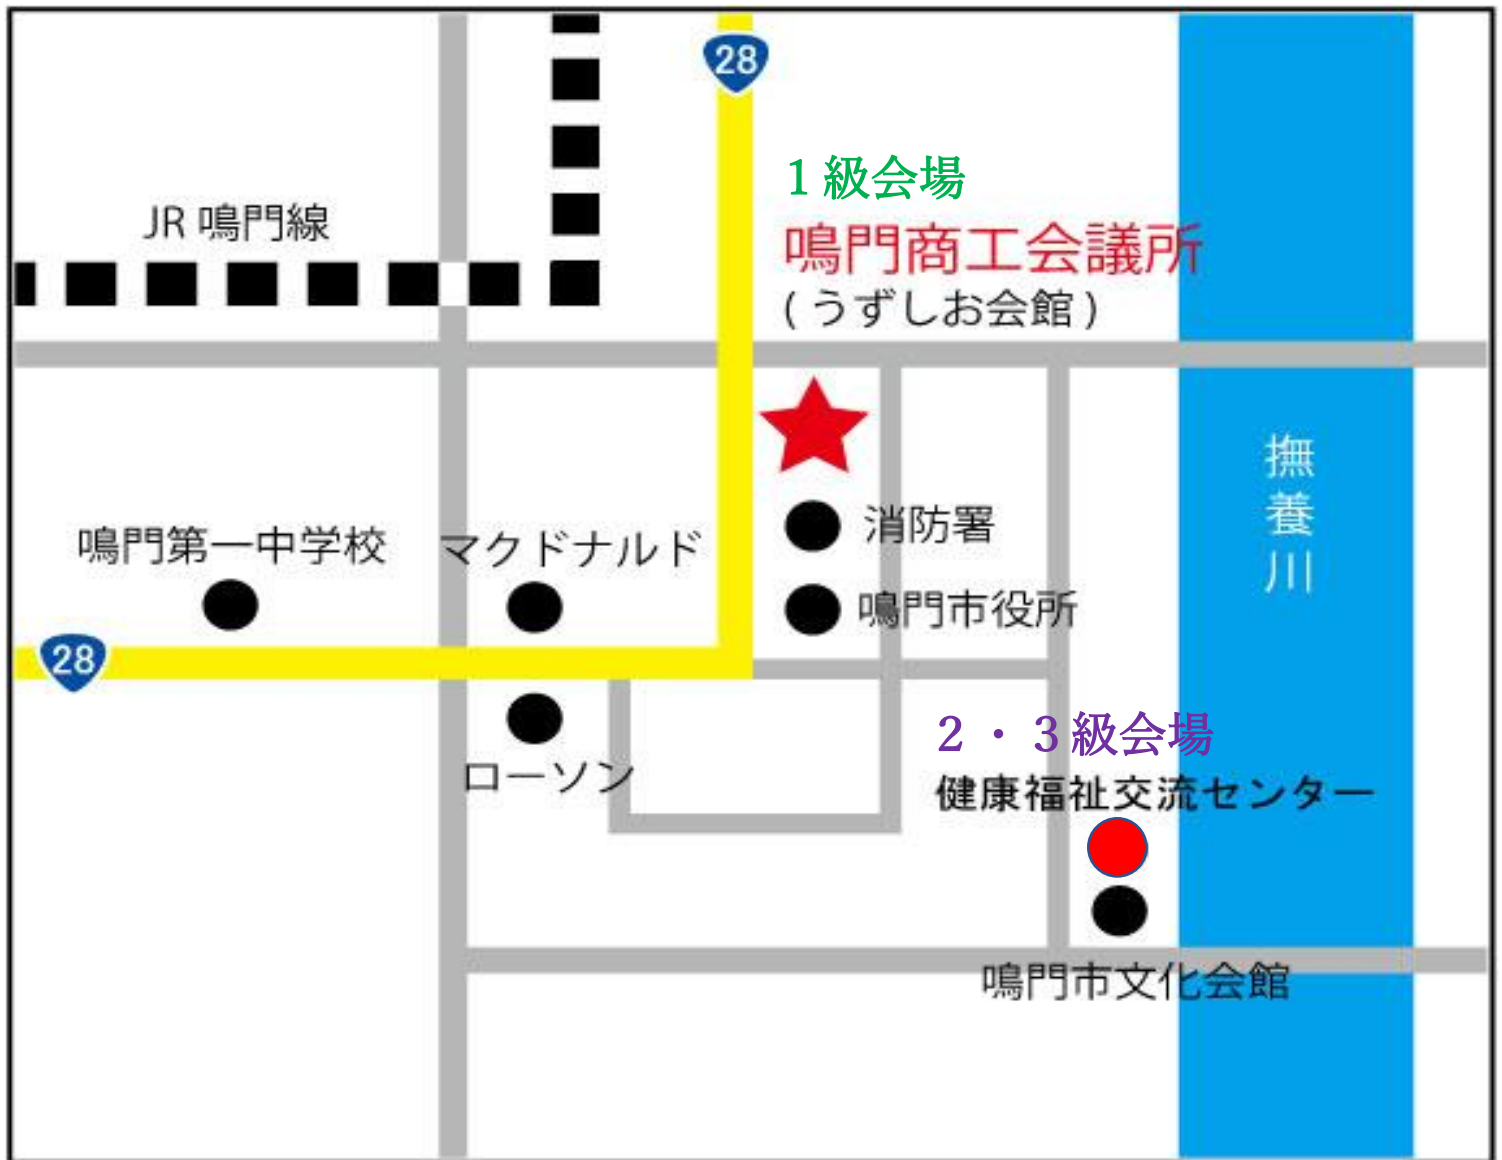 28
1級会場
JR 鳴門線
鳴門商工会議所
(うずしお会館)
撫養川
消防署
鳴門第一中学校
マクドナルド
鳴門市役所
28
2・3級会場
ローソン
健康福祉交流センター
鳴門市文化会館